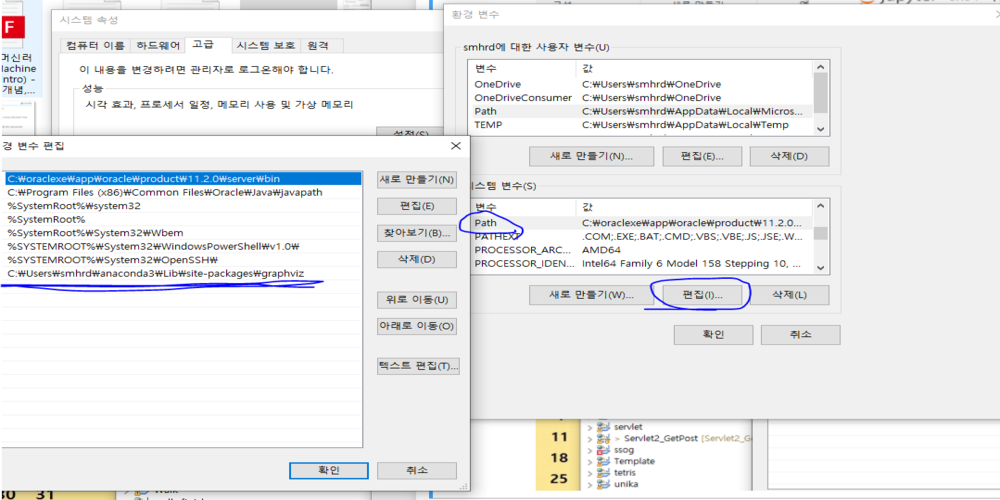 시스템 속성
컴퓨터 이름 하드웨어 고급 시스템 보호 원격
이 내용을 변경하려면 관리자로 로그온해야 합니다.
성능
시각 효과, 프로세서 일정, 메모리 사용 및 가상 메모리
설정(S)
F
머신러
Machine
ntro) -
개념,...
환경 변수
smhrd에 대한 사용자 변수(U)
변수 값
OneDrive C:₩Users₩smhrd₩OneDrive
OneDriveConsumer C:₩Users₩smhrd₩OneDrive
Path C:₩Users₩smhrd₩AppData₩Local₩Micros...
TEMP C:₩Users₩smhrd₩AppData₩Local₩Temp
새로 만들기(N)... 편집(E)... 삭제(D)
시스템 변수(S)
변수 값
Path C:₩oraclexe₩app₩oracle₩product₩11.2.0...
PATHEXT .COM;.EXE;.BAT;.CMD;.VBS;.VBE;.JS;.JSE;.W...
PROCESSOR_ARC... AMD64
PROCESSOR_IDEN... Intel64 Family 6 Model 158 Stepping 10, ...
새로 만들기(W)... 편집(I)... 삭제(L)
확인 취소
경 변수 편집
C:₩oraclexe₩app₩oracle₩product₩11.2.0₩server₩bin
C:₩Program Files (x86)₩Common Files₩Oracle₩Java₩javapath
%SystemRoot%₩system32
%SystemRoot%
%SystemRoot%₩System32₩Wbem
%SYSTEMROOT%₩System32₩WindowsPowerShell₩v1.0₩
%SYSTEMROOT%₩System32₩OpenSSH₩
C:₩Users₩smhrd₩anaconda3₩Lib₩site-packages₩graphviz
새로 만들기(N)
편집(E)
찾아보기(B)...
삭제(D)
위로 이동(U)
아래로 이동(O)
텍스트 편집(T)...
확인 취소
11
18
25
servlet
> Servlet2_GetPost [Servlet2_G
ssog
Template
tetris
unika
30 31